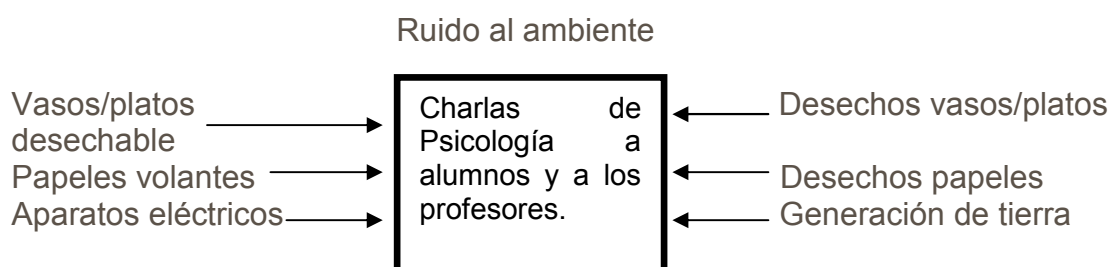 Ruido al ambiente
Vasos/platos
desechable
Papeles volantes
Aparatos eléctricos
Charlas de
Psicología a
alumnos y a los
profesores.
Desechos vasos/platos
Desechos papeles
Generación de tierra